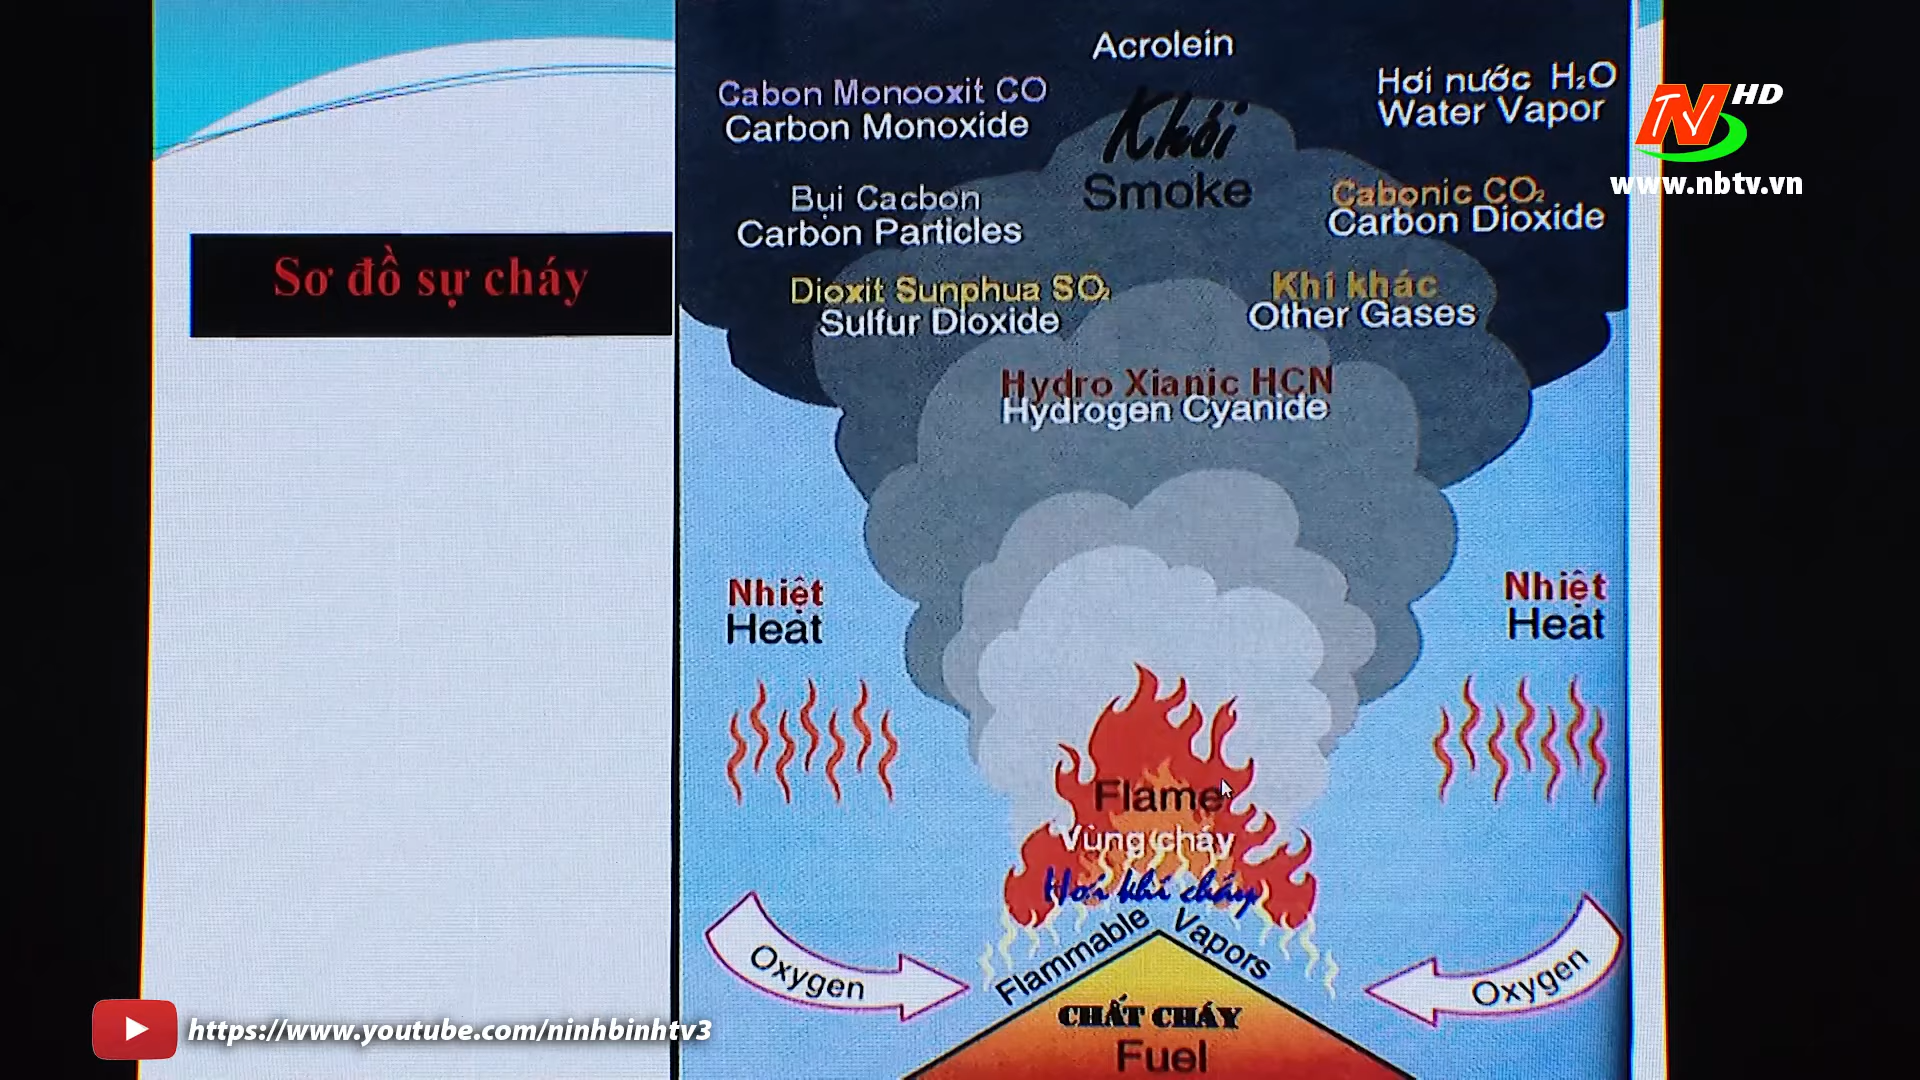 Sơ đồ sự cháy
Acrolein
Cabon Monooxit CO
Carbon Monoxide
Hơi nước H₂O
Water Vapor
Khói
Smoke
Bụi Cacbon
Carbon Particles
Cabonic CO₂
Carbon Dioxide
Dioxit Sunphua SO₂
Sulfur Dioxide
Khí khác
Other Gases
Hydro Xianic HCN
Hydrogen Cyanide
Nhiệt
Heat
Nhiệt
Heat
Flame
Vùng cháy
Hơi khí cháy
Flammable Vapors
Oxygen
Oxygen
CHẤT CHÁY
Fuel
NTV HD
www.nbtv.vn
https://www.youtube.com/ninhbinhtv3